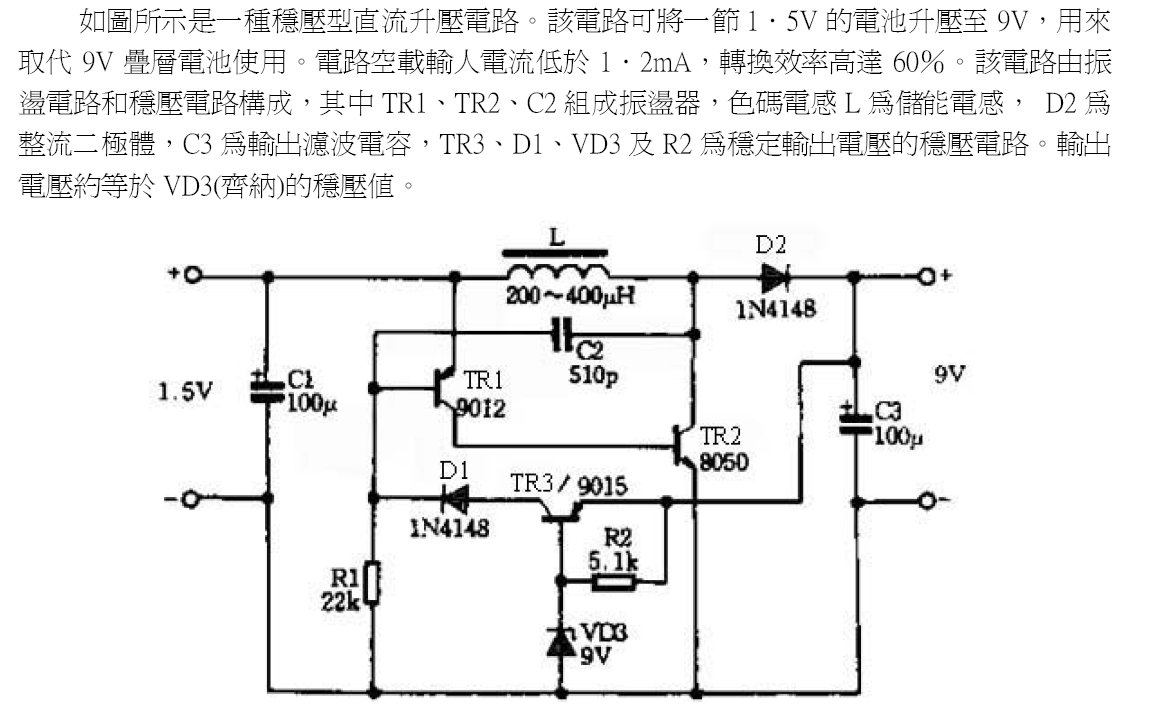 如圖所示是一種穩壓型直流升壓電路。該電路可將一節 1．5V 的電池升壓至 9V，用來
取代 9V 疊層電池使用。電路空載輸人電流低於 1．2mA，轉換效率高達 60％。該電路由振
盪電路和穩壓電路構成，其中 TR1、TR2、C2 組成振盪器，色碼電感 L 爲儲能電感， D2 爲
整流二極體，C3 爲輸出濾波電容，TR3、D1、VD3 及 R2 爲穩定輸出電壓的穩壓電路。輸出
電壓約等於 VD3(齊納)的穩壓值。
L
D2
+
+
200～400μH
1N4148
C2
510p
TR1
9012
1.5V
+
C1
100μ
9V
+
C3
100μ
TR2
8050
D1
TR3/ 9015
-
-
1N4148
R2
5.1k
R1
22k
VD3
9V